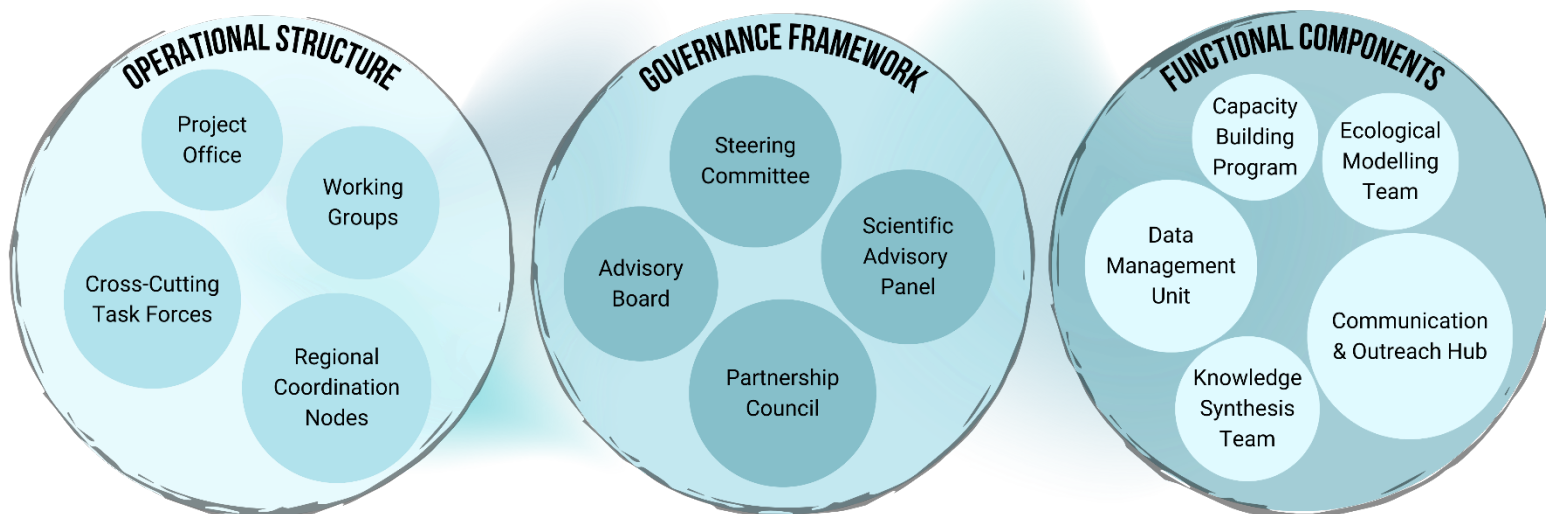 OPERATIONAL STRUCTURE
Project
Office
Working
Groups
Cross-Cutting
Task Forces
Regional
Coordination
Nodes
GOVERNANCE FRAMEWORK
Steering
Committee
Scientific
Advisory
Panel
Advisory
Board
Partnership
Council
FUNCTIONAL COMPONENTS
Capacity
Building
Program
Ecological
Modelling
Team
Data
Management
Unit
Communication
& Outreach Hub
Knowledge
Synthesis
Team